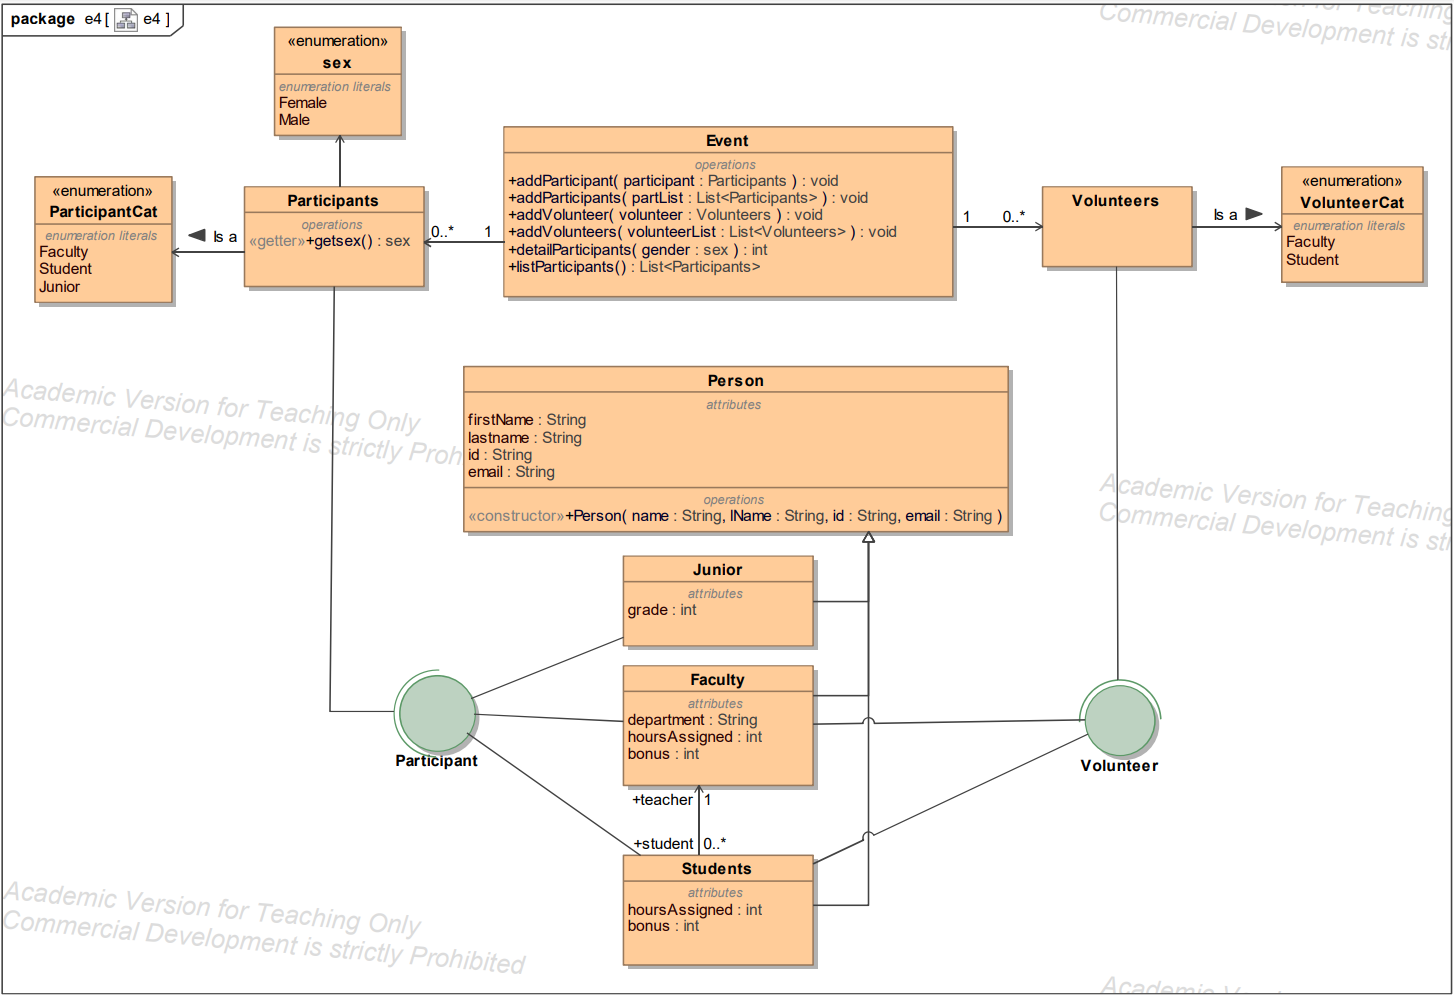 package e4 [ e4 ]
Commercial Development is st
«enumeration»
sex
enumeration literals
Female
Male
«enumeration»
ParticipantCat
enumeration literals
Faculty
Student
Junior
Is a
Participants
operations
«getter»+getsex() : sex
0..*
1
Event
operations
+addParticipant( participant : Participants ) : void
+addParticipants( partList : List<Participants> ) : void
+addVolunteer( volunteer : Volunteers ) : void
+addVolunteers( volunteerList : List<Volunteers> ) : void
+detailParticipants( gender : sex ) : int
+listParticipants() : List<Participants>
1
0..*
Volunteers
Is a
«enumeration»
VolunteerCat
enumeration literals
Faculty
Student
Academic Version for Teaching Only
Commercial Development is strictly Prohib
Person
attributes
firstName : String
lastname : String
id : String
email : String
operations
«constructor»+Person( name : String, lName : String, id : String, email : String )
Academic Version for Teaching
Commercial Development is stri
Junior
attributes
grade : int
Faculty
attributes
department : String
hoursAssigned : int
bonus : int
Participant
Volunteer
+teacher 1
+student 0..*
Students
attributes
hoursAssigned : int
bonus : int
Academic Version for Teaching Only
Commercial Development is strictly Prohibited